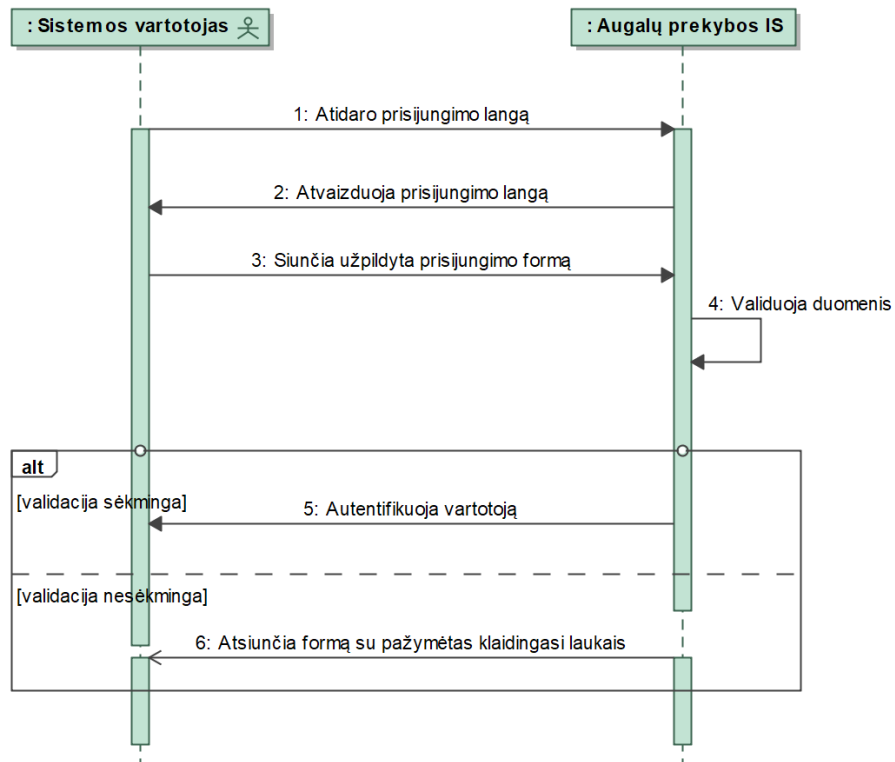 : Sistemos vartotojas
: Augalų prekybos IS
1: Atidaro prisijungimo langą
2: Atvaizduoja prisijungimo langą
3: Siunčia užpildyta prisijungimo formą
4: Validuoja duomenis
alt
[validacija sėkminga]
5: Autentifikuoja vartotoją
[validacija nesėkminga]
6: Atsiunčia formą su pažymėtas klaidingasi laukais